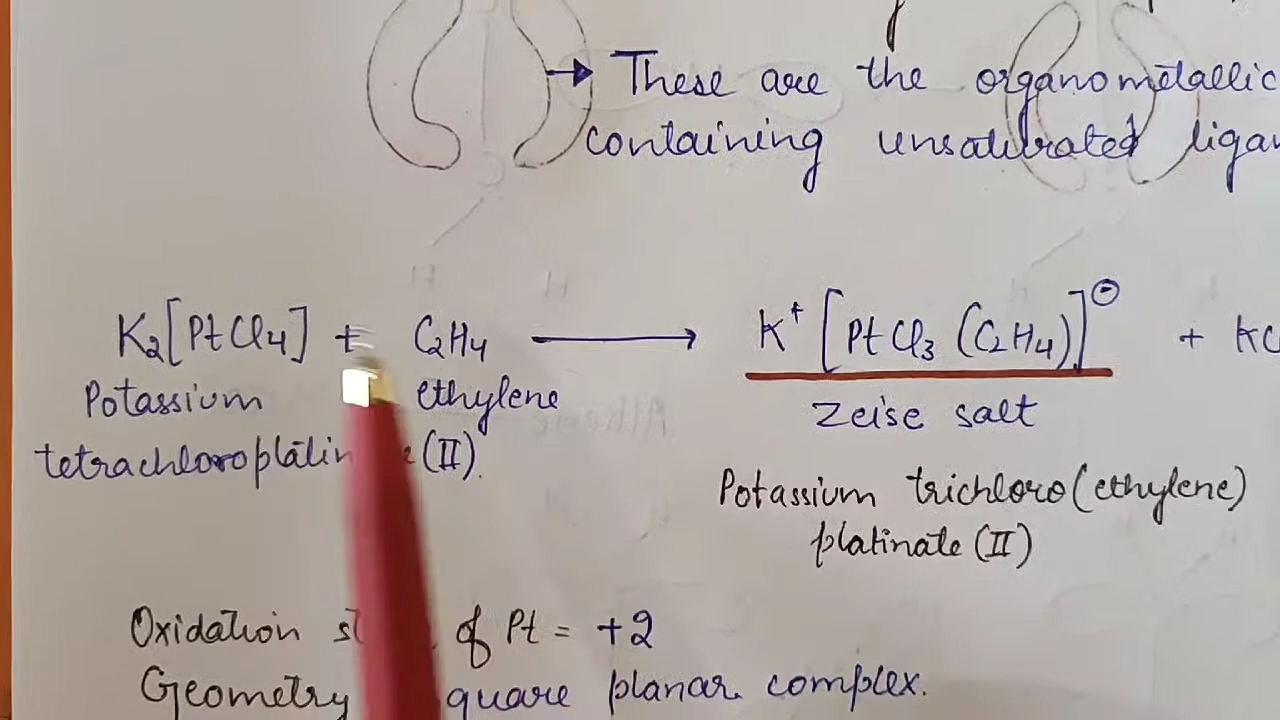 These are the organometallic
containing unsaturated
K₂[PtCl₄] + C₂H₄ → K⁺ [PtCl₃ (C₂H₄)]⊖ + KC
Potassium ethylene Zeise salt
tetrachloroplatin (II).
Potassium trichloro(ethylene)
platinate (II)
Oxidation of Pt = +2
Geometry quare planar complex.